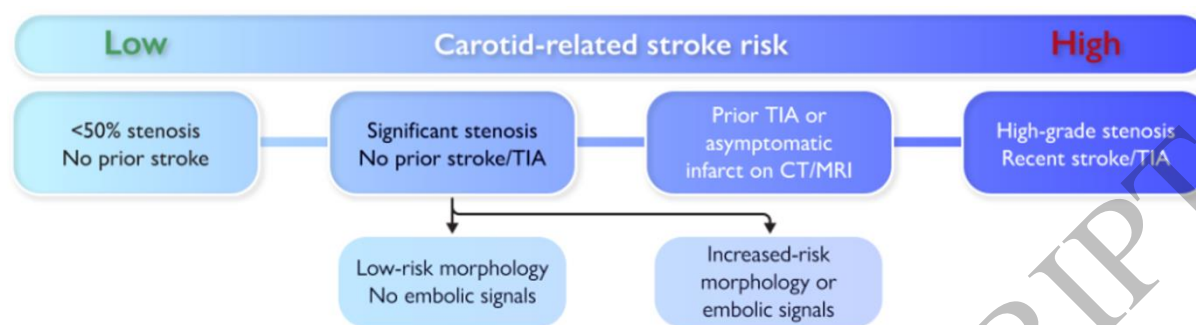 Low Carotid-related stroke risk High
<50% stenosis
No prior stroke
Significant stenosis
No prior stroke/TIA
Prior TIA or
asymptomatic
infarct on CT/MRI
High-grade stenosis
Recent stroke/TIA
Low-risk morphology
No embolic signals
Increased-risk
morphology or
embolic signals
RIPT